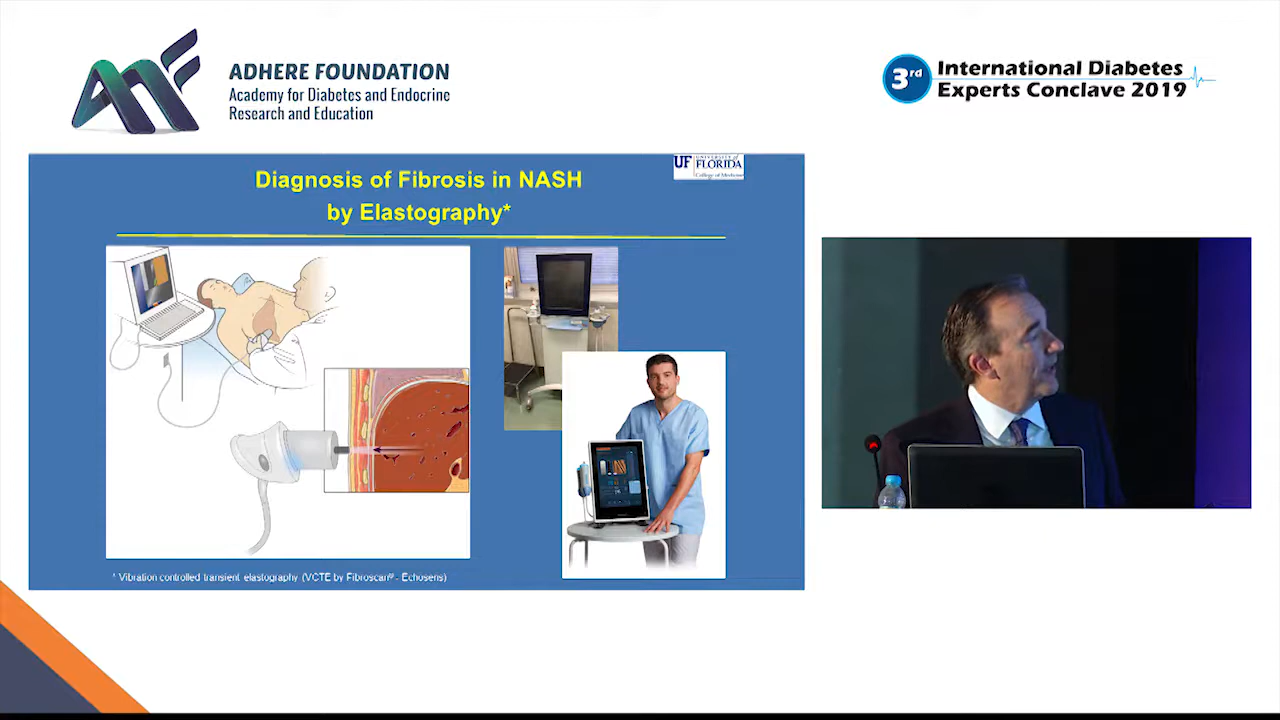 ADHERE FOUNDATION
Academy for Diabetes and Endocrine
Research and Education
3rd
International Diabetes
Experts Conclave 2019
Diagnosis of Fibrosis in NASH
by Elastography*
UF
UNIVERSITY of
FLORIDA
College of Medicine
* Vibration controlled transient elastography (VCTE by Fibroscan® - Echosens)